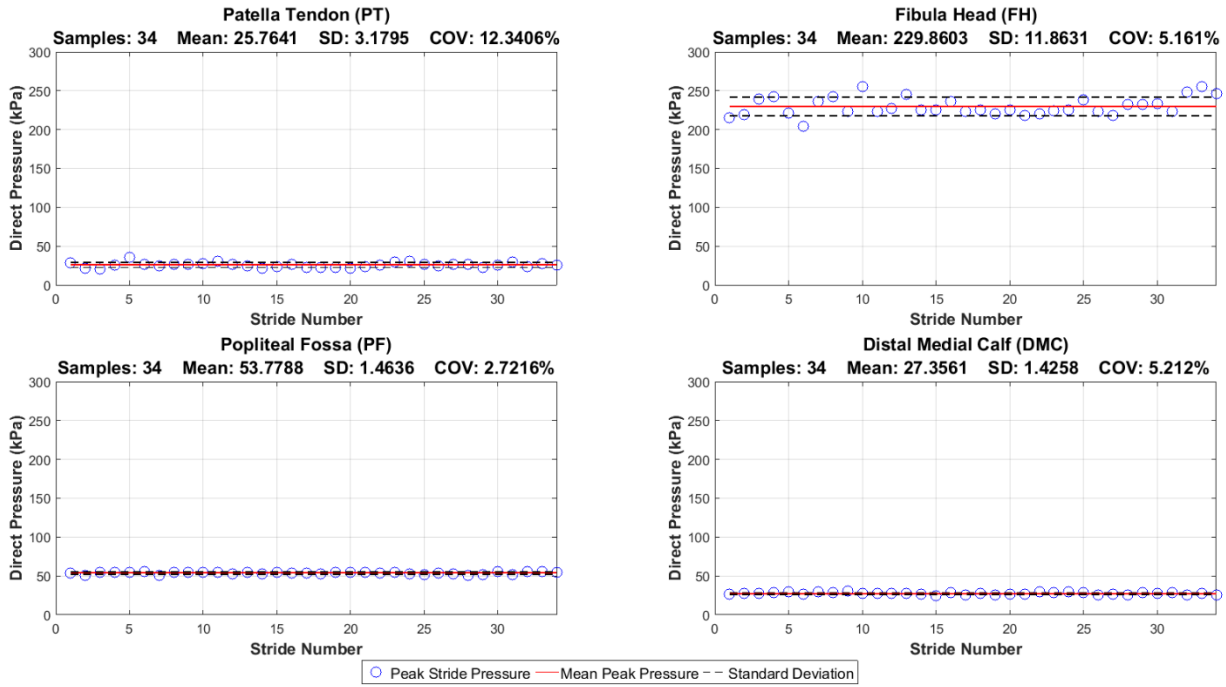 Patella Tendon (PT)
Samples: 34 Mean: 25.7641 SD: 3.1795 COV: 12.3406%
300
250
200
150
100
50
0
Direct Pressure (kPa)
0 5 10 15 20 25 30
Stride Number
Fibula Head (FH)
Samples: 34 Mean: 229.8603 SD: 11.8631 COV: 5.161%
300
250
200
150
100
50
0
Direct Pressure (kPa)
0 5 10 15 20 25 30
Stride Number
Popliteal Fossa (PF)
Samples: 34 Mean: 53.7788 SD: 1.4636 COV: 2.7216%
300
250
200
150
100
50
0
Direct Pressure (kPa)
0 5 10 15 20 25 30
Stride Number
Distal Medial Calf (DMC)
Samples: 34 Mean: 27.3561 SD: 1.4258 COV: 5.212%
300
250
200
150
100
50
0
Direct Pressure (kPa)
0 5 10 15 20 25 30
Stride Number
Peak Stride Pressure Mean Peak Pressure Standard Deviation